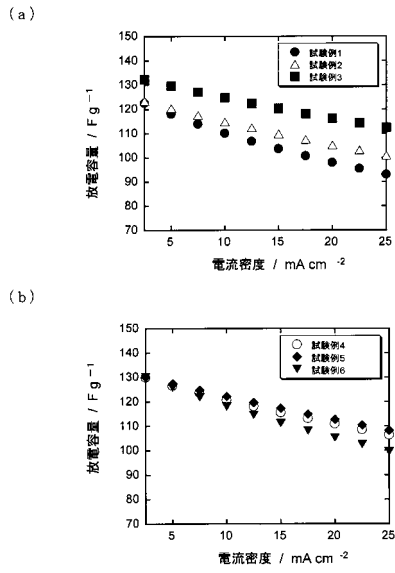 (a)
150
140
130
120
110
100
90
80
70
放電容量 / F g⁻¹
● 試験例1
△ 試験例2
■ 試験例3
5 10 15 20 25
電流密度 / mA cm ⁻²
(b)
150
140
130
120
110
100
90
80
70
放電容量 / F g⁻¹
○ 試験例4
◆ 試験例5
▼ 試験例6
5 10 15 20 25
電流密度 / mA cm ⁻²